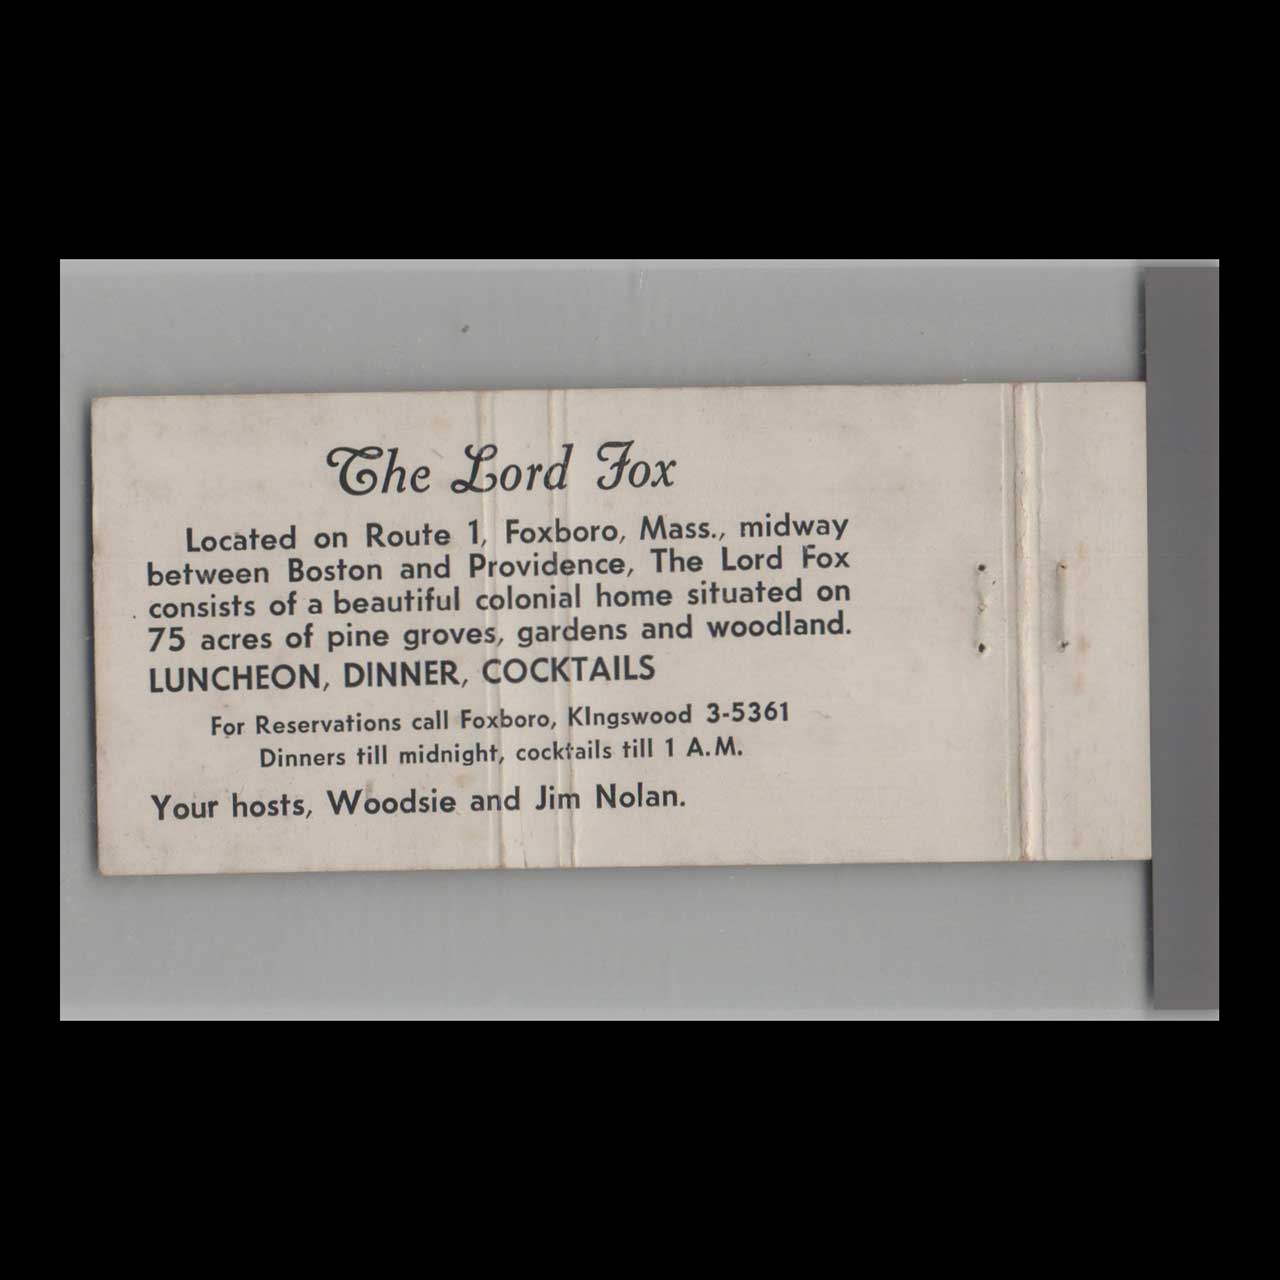 The Lord Fox
Located on Route 1, Foxboro, Mass., midway
between Boston and Providence, The Lord Fox
consists of a beautiful colonial home situated on
75 acres of pine groves, gardens and woodland.
LUNCHEON, DINNER, COCKTAILS
For Reservations call Foxboro, KIngswood 3-5361
Dinners till midnight, cocktails till 1 A.M.
Your hosts, Woodsie and Jim Nolan.